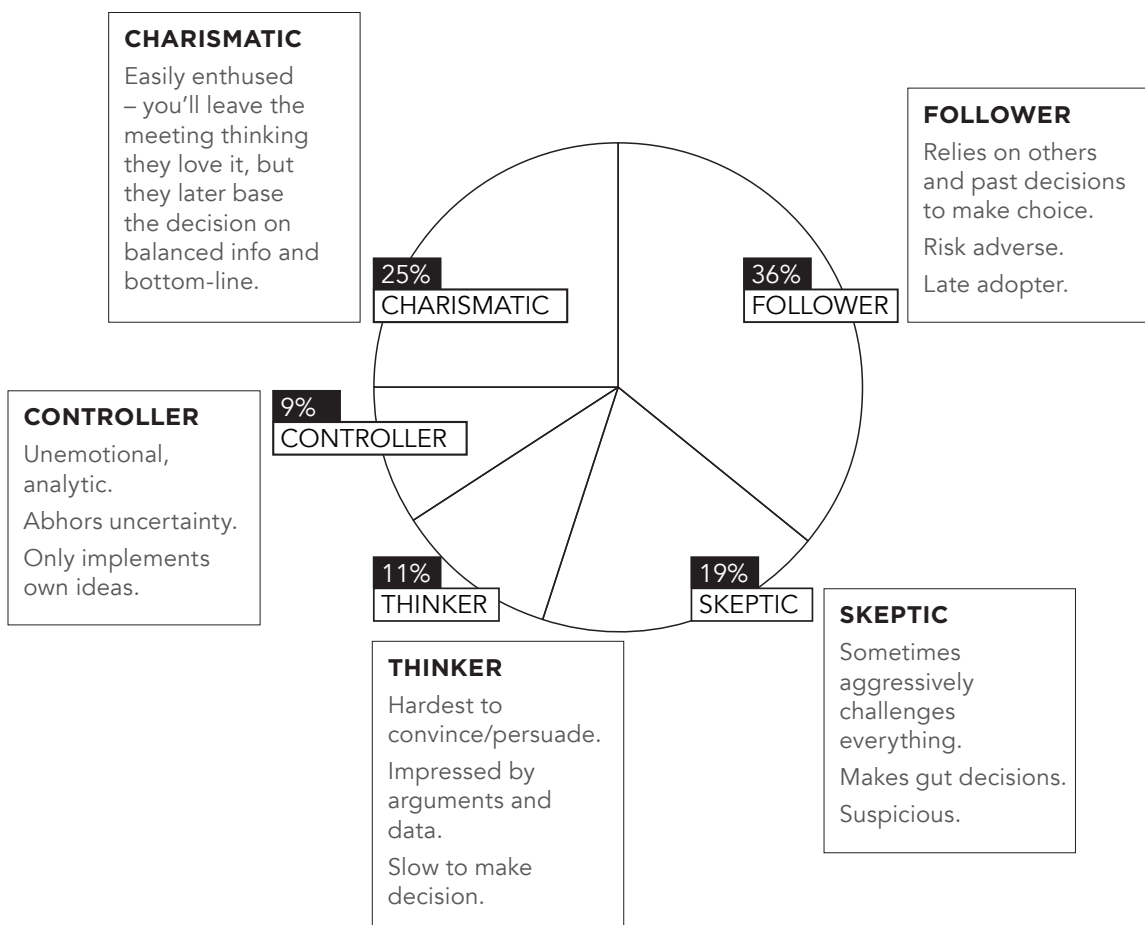 CHARISMATIC
Easily enthused
– you’ll leave the
meeting thinking
they love it, but
they later base
the decision on
balanced info and
bottom-line.
25%
CHARISMATIC
36%
FOLLOWER
FOLLOWER
Relies on others
and past decisions
to make choice.
Risk adverse.
Late adopter.
CONTROLLER
Unemotional,
analytic.
Abhors uncertainty.
Only implements
own ideas.
9%
CONTROLLER
11%
THINKER
19%
SKEPTIC
THINKER
Hardest to
convince/persuade.
Impressed by
arguments and
data.
Slow to make
decision.
SKEPTIC
Sometimes
aggressively
challenges
everything.
Makes gut decisions.
Suspicious.